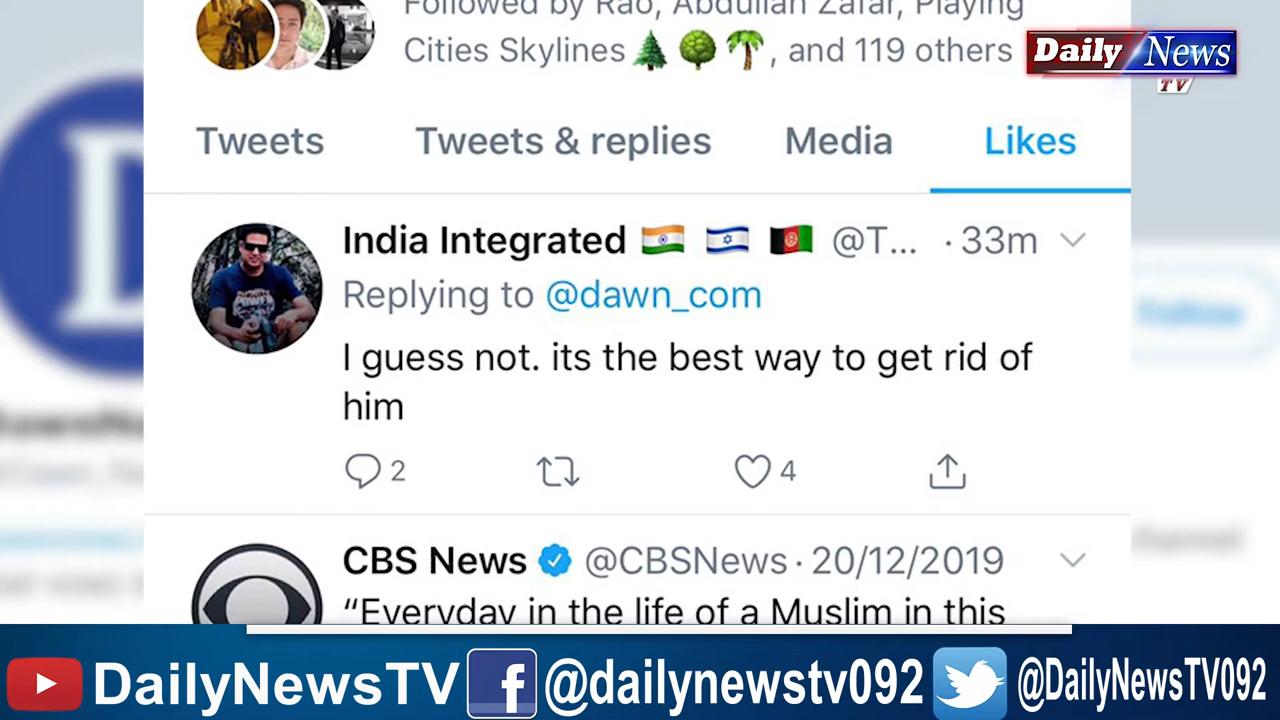 Followed by Rao, Abdullah Zafar, Playing
Cities Skylines🌲🌳🌴, and 119 others
Daily News
TV
Tweets Tweets & replies Media Likes
India Integrated 🇮🇳 🇮🇱 🇦🇫 @T... · 33m
Replying to @dawn_com
I guess not. its the best way to get rid of
him
2 4
Follow
CBS News @CBSNews · 20/12/2019
“Everyday in the life of a Muslim in this
DailyNewsTV @dailynewstv092 @DailyNewsTV092